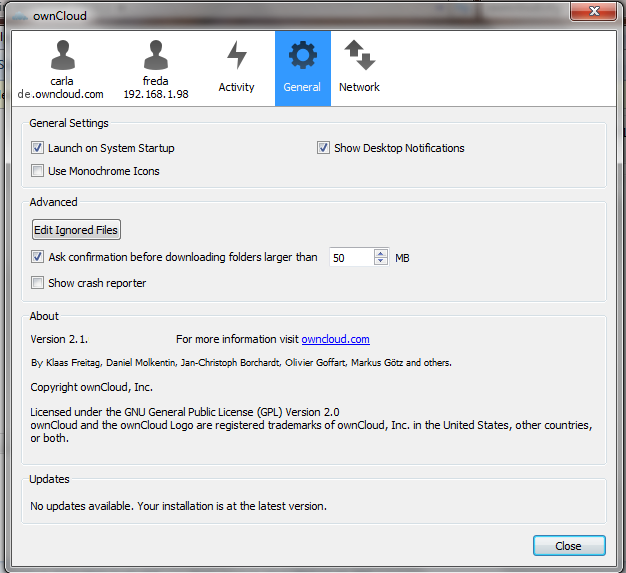 ownCloud
carla
de.owncloud.com
freda
192.168.1.98
Activity
General
Network
General Settings
Launch on System Startup
Show Desktop Notifications
Use Monochrome Icons
Advanced
Edit Ignored Files
Ask confirmation before downloading folders larger than 50 MB
Show crash reporter
About
Version 2.1. For more information visit owncloud.com
By Klaas Freitag, Daniel Molkentin, Jan-Christoph Borchardt, Olivier Goffart, Markus Götz and others.
Copyright ownCloud, Inc.
Licensed under the GNU General Public License (GPL) Version 2.0
ownCloud and the ownCloud Logo are registered trademarks of ownCloud, Inc. in the United States, other countries,
or both.
Updates
No updates available. Your installation is at the latest version.
Close